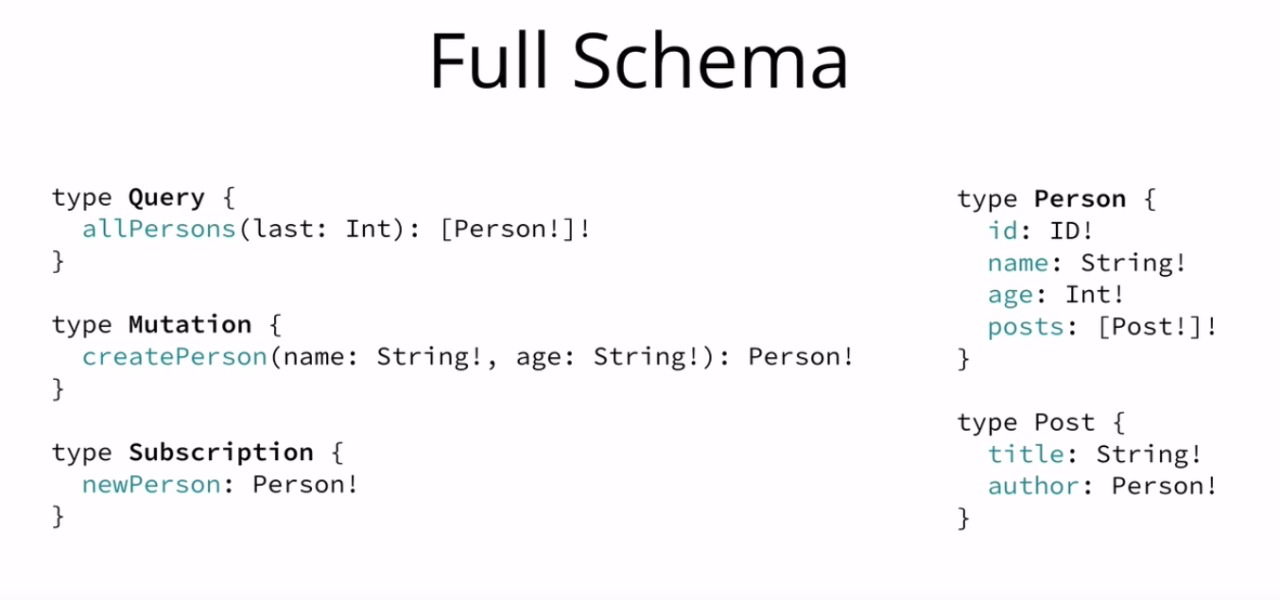 Full Schema
type Query {
  allPersons(last: Int): [Person!]!
}
type Mutation {
  createPerson(name: String!, age: String!): Person!
}
type Subscription {
  newPerson: Person!
}
type Person {
  id: ID!
  name: String!
  age: Int!
  posts: [Post!]!
}
type Post {
  title: String!
  author: Person!
}